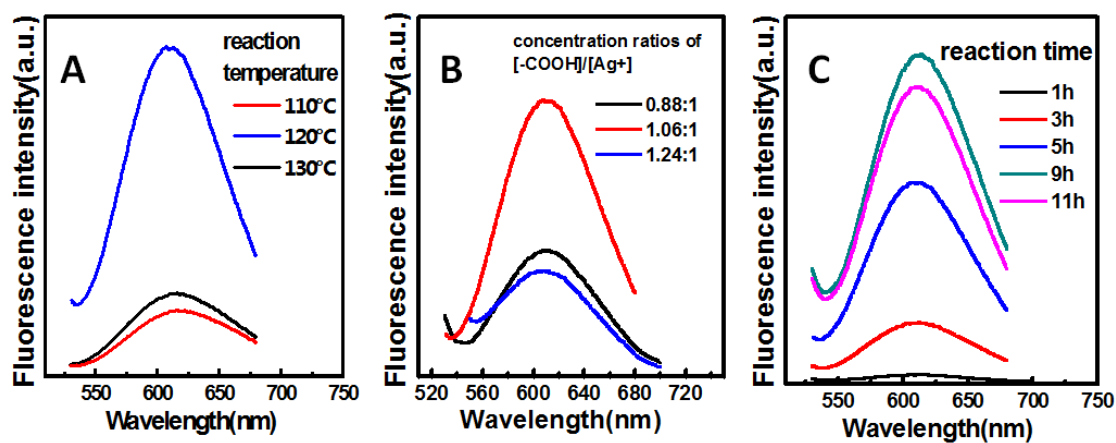 A
reaction
temperature
110°C
120°C
130°C
Fluorescence intensity(a.u.)
550 600 650 700 750
Wavelength(nm)
B
concentration ratios of
[-COOH]/[Ag+]
0.88:1
1.06:1
1.24:1
Fluorescence intensity(a.u.)
520 560 600 640 680 720
Wavelength(nm)
C
reaction time
1h
3h
5h
9h
11h
Fluorescence intensity(a.u.)
550 600 650 700 750
Wavelength(nm)